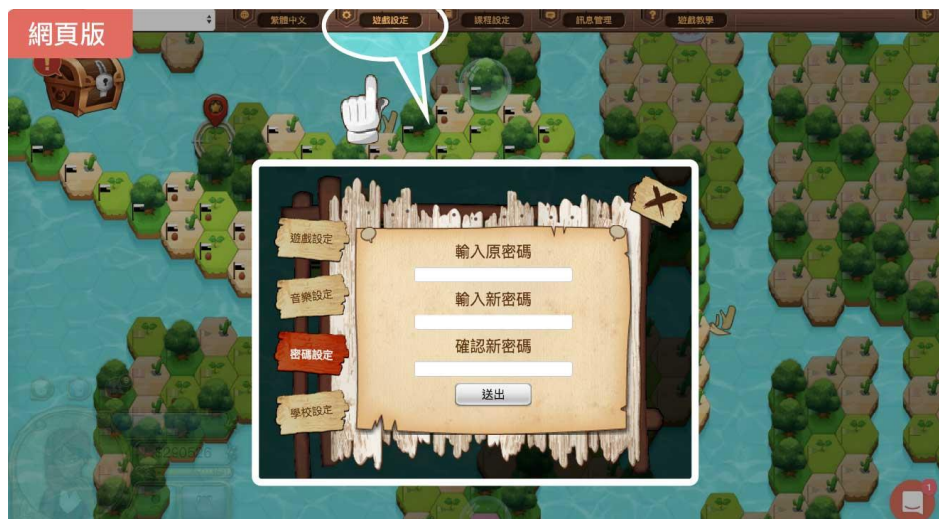 網頁版
繁體中文
遊戲設定
課程設定
訊息管理
遊戲教學
遊戲設定
音樂設定
密碼設定
學校設定
輸入原密碼
輸入新密碼
確認新密碼
送出
1